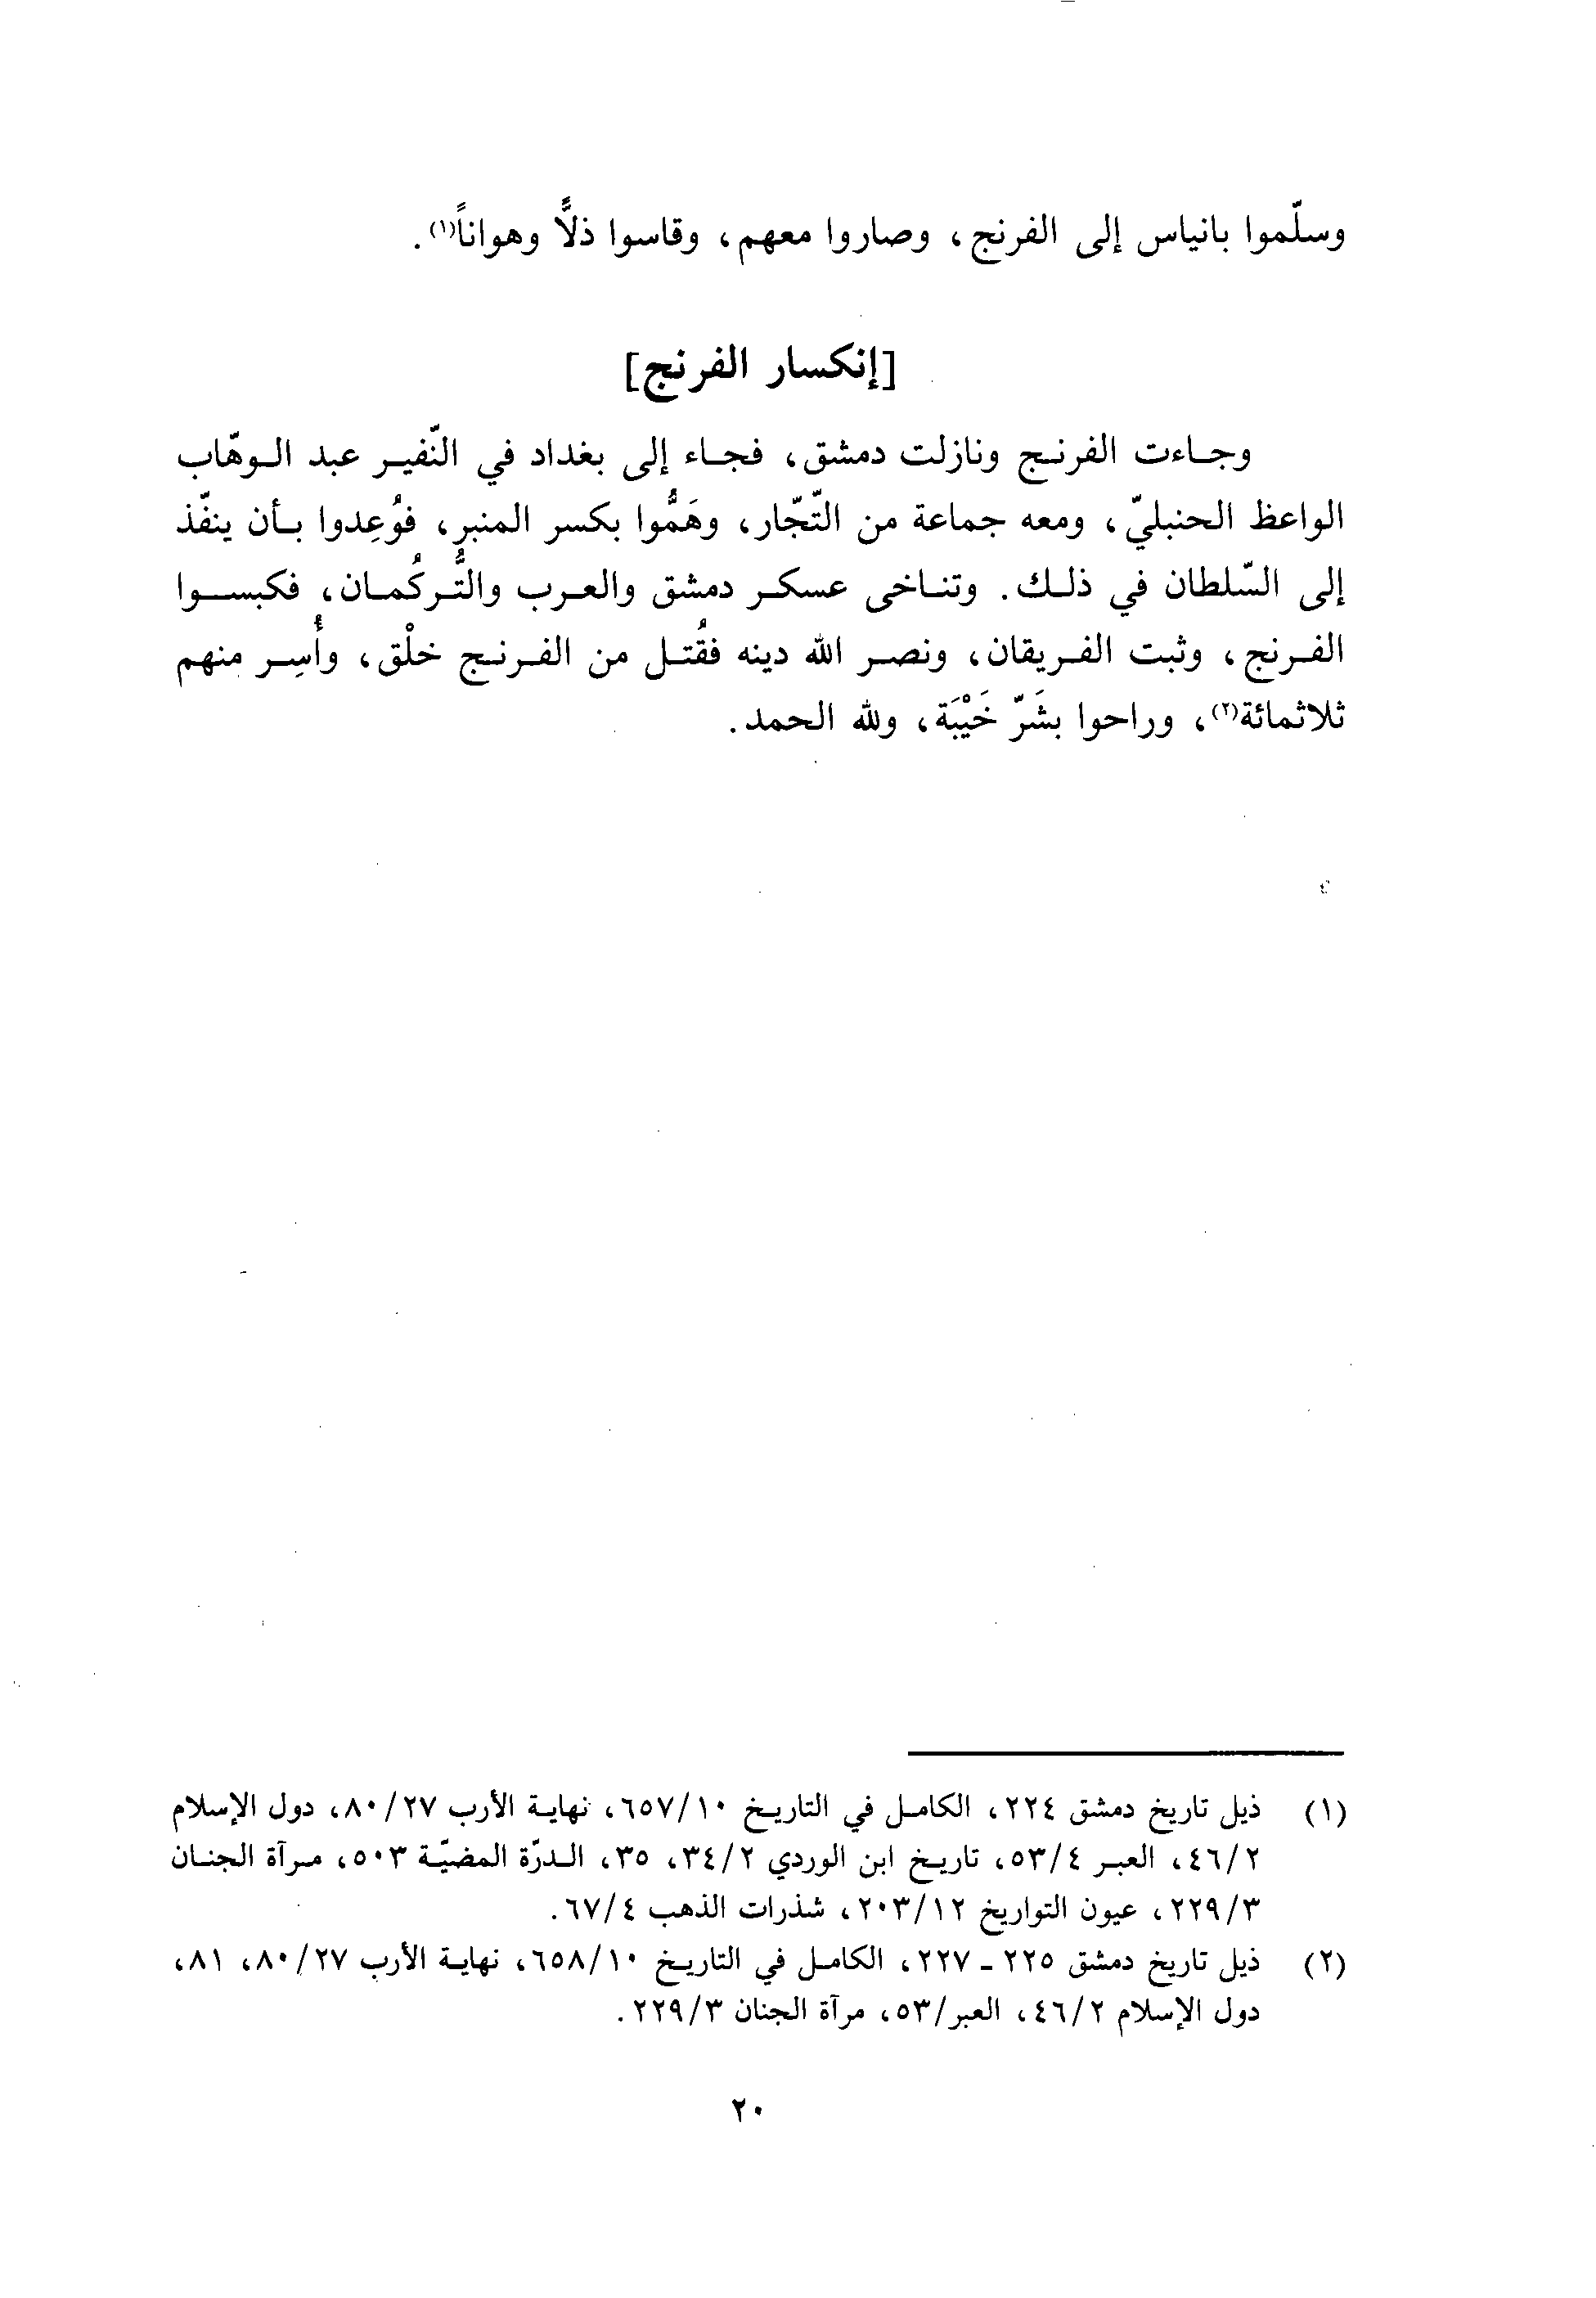 وسلّموا بانياس إلى الفرنج، وصاروا معهم، وقاسوا ذلاًّ وهواناً(١).
[إنكسار الفرنج]
وجاءت الفرنج ونازلت دمشق، فجاء إلى بغداد في النّفير عبد الوهّاب
الواعظ الحنبليّ، ومعه جماعة من التّجّار، وهَمُّوا بكسر المنبر، فوُعِدوا بأن ينفّذ
إلى السّلطان في ذلك. وتناخى عسكر دمشق والعرب والتُّركُمان، فكبسوا
الفرنج، وثبت الفريقان، ونصر الله دينه فقُتل من الفرنج خلْق، وأُسِر منهم
ثلاثمائة(٢)، وراحوا بشَرّ خَيْبَة، ولله الحمد.
(١) ذيل تاريخ دمشق ٢٢٤، الكامل في التاريخ ٦٥٧/١٠، نهاية الأرب ٨٠/٢٧، دول الإسلام
٤٦/٢، العبر ٥٣/٤، تاريخ ابن الوردي ٣٤/٢، ٣٥، الدرّة المضيّة ٥٠٣، مرآة الجنان
٢٢٩/٣، عيون التواريخ ٢٠٣/١٢، شذرات الذهب ٦٧/٤.
(٢) ذيل تاريخ دمشق ٢٢٥ - ٢٢٧، الكامل في التاريخ ٦٥٨/١٠، نهاية الأرب ٨٠/٢٧، ٨١،
دول الإسلام ٤٦/٢، العبر/٥٣، مرآة الجنان ٢٢٩/٣.
٢٠